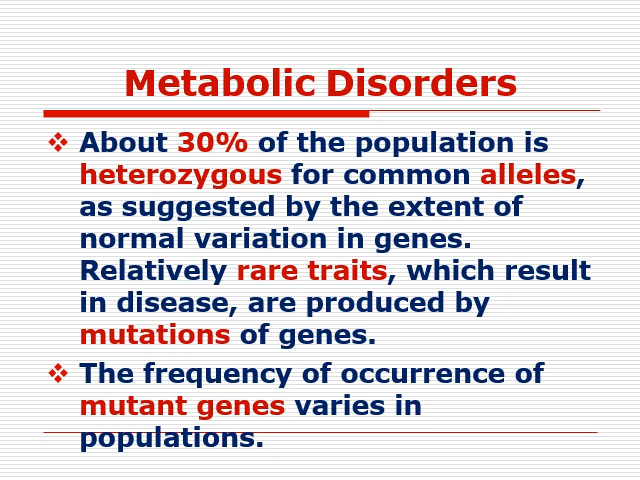 Metabolic Disorders
❖ About 30% of the population is
heterozygous for common alleles,
as suggested by the extent of
normal variation in genes.
Relatively rare traits, which result
in disease, are produced by
mutations of genes.
❖ The frequency of occurrence of
mutant genes varies in
populations.